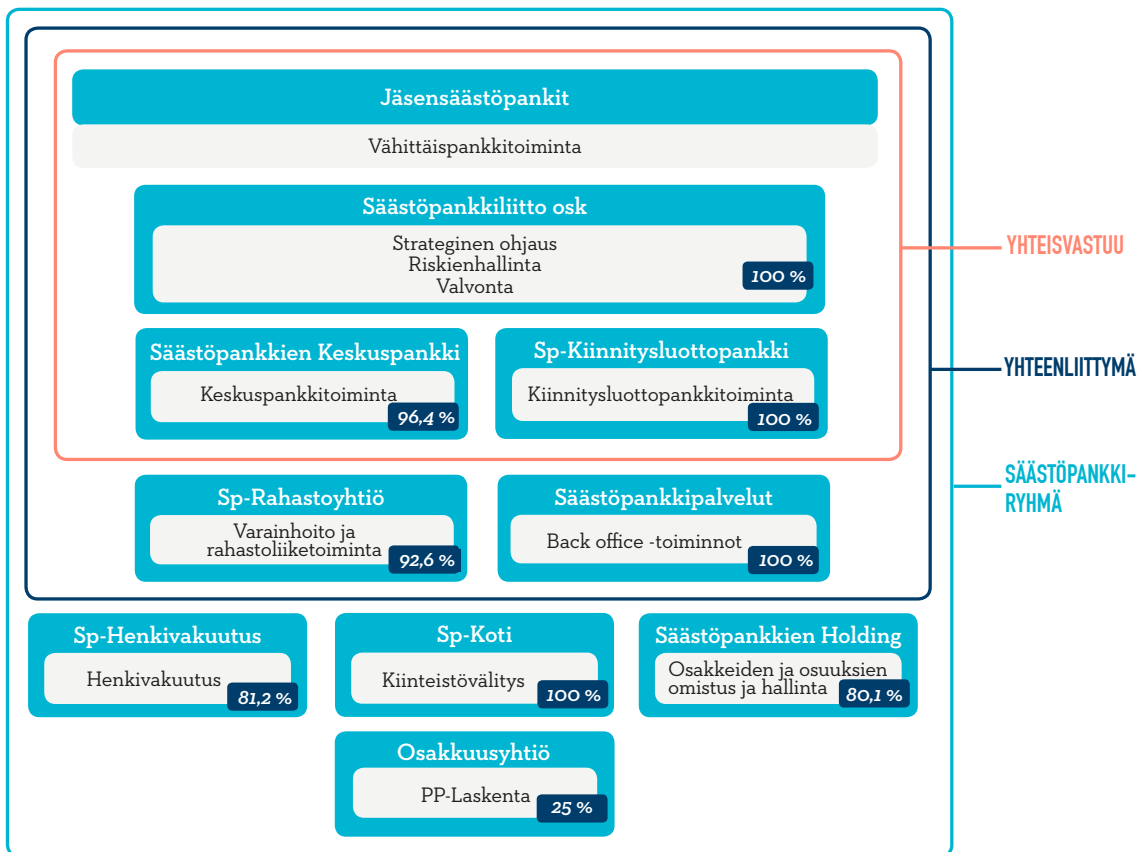 Jäsensäästöpankit
Vähittäispankkitoiminta
Säästöpankkiliitto osk
Strateginen ohjaus
Riskienhallinta
Valvonta
100 %
YHTEISVASTUU
Säästöpankkien Keskuspankki
Keskuspankkitoiminta
96,4 %
Sp-Kiinnitysluottopankki
Kiinnitysluottopankkitoiminta
100 %
YHTEENLIITTYMÄ
Sp-Rahastoyhtiö
Varainhoito ja
rahastoliiketoiminta
92,6 %
Säästöpankkipalvelut
Back office -toiminnot
100 %
SÄÄSTÖPANKKI-
RYHMÄ
Sp-Henkivakuutus
Henkivakuutus
81,2 %
Sp-Koti
Kiinteistövälitys
100 %
Säästöpankkien Holding
Osakkeiden ja osuuksien
omistus ja hallinta
80,1 %
Osakkuusyhtiö
PP-Laskenta
25 %